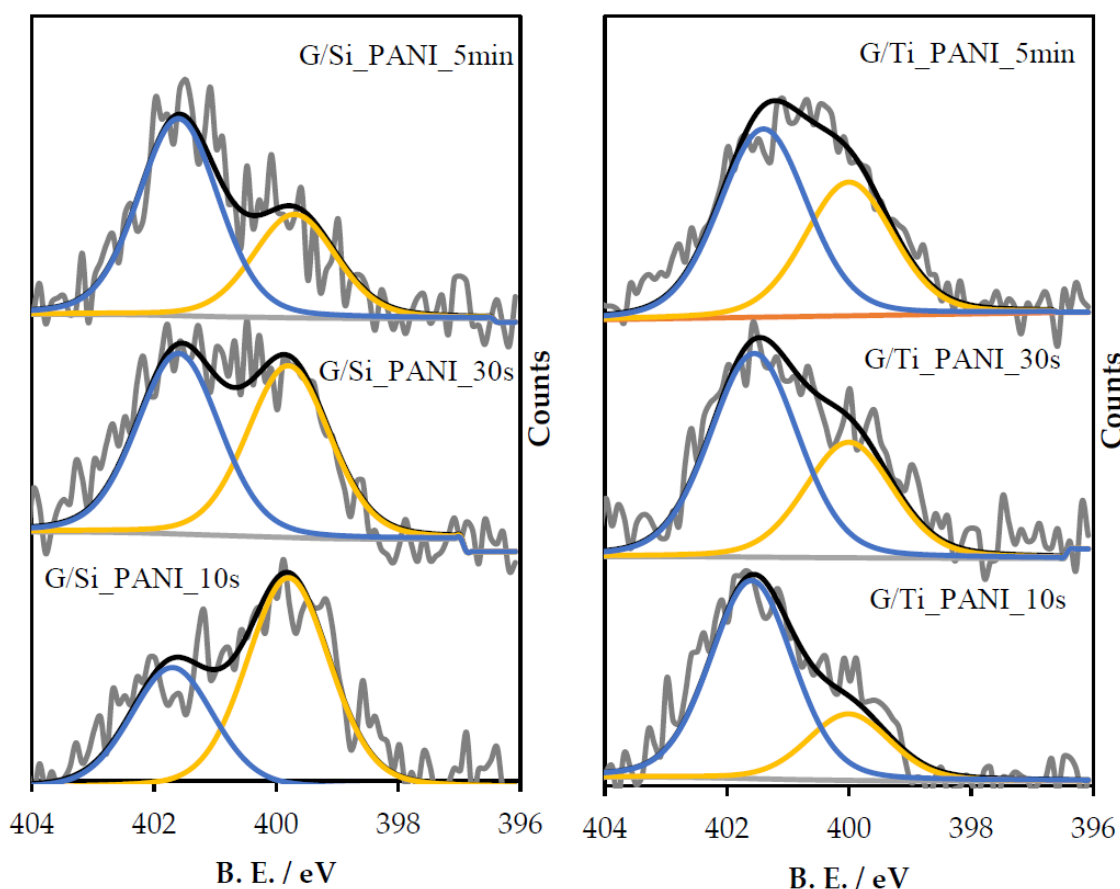 G/Si_PANI_5min
G/Si_PANI_30s
G/Si_PANI_10s
404 402 400 398 396
B. E. / eV
Counts
G/Ti_PANI_5min
G/Ti_PANI_30s
G/Ti_PANI_10s
404 402 400 398 396
B. E. / eV
Counts